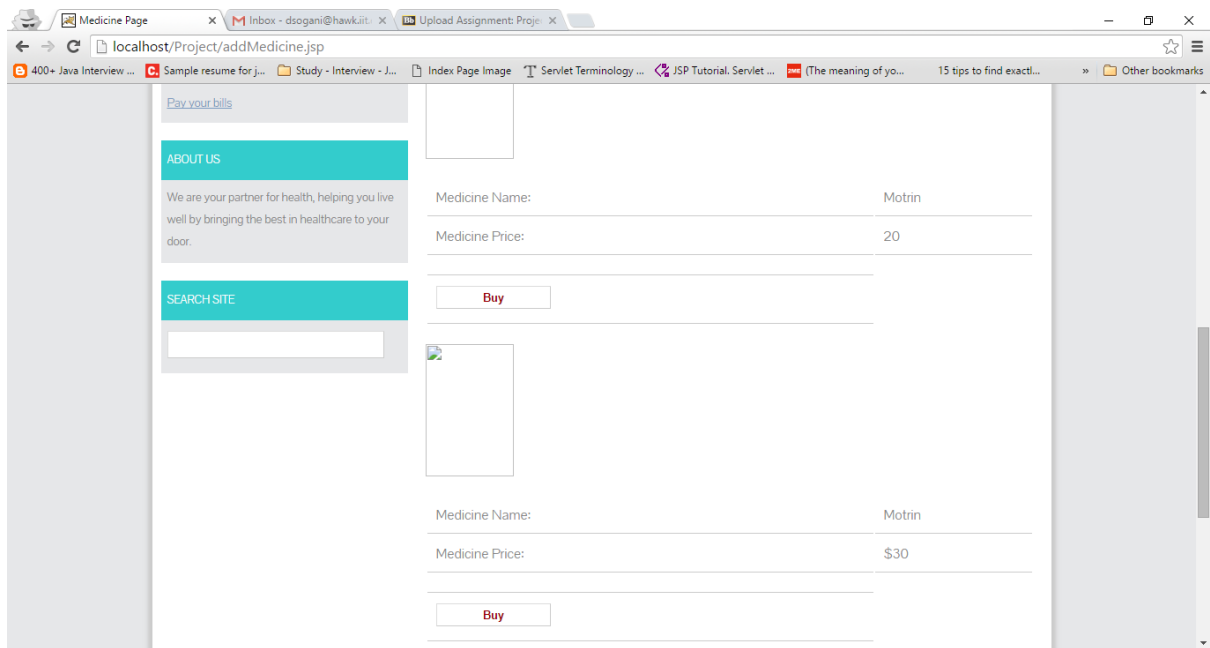 Medicine Page
Inbox - dsogani@hawk.iit.
Upload Assignment: Proje
localhost/Project/addMedicine.jsp
400+ Java Interview ...
Sample resume for j...
Study - Interview - J...
Index Page Image
Servlet Terminology ...
JSP Tutorial. Servlet ...
(The meaning of yo...
15 tips to find exactl...
»
Other bookmarks
Pay your bills
ABOUT US
We are your partner for health, helping you live
well by bringing the best in healthcare to your
door.
SEARCH SITE
Medicine Name: Motrin
Medicine Price: 20
Buy
Medicine Name: Motrin
Medicine Price: $30
Buy